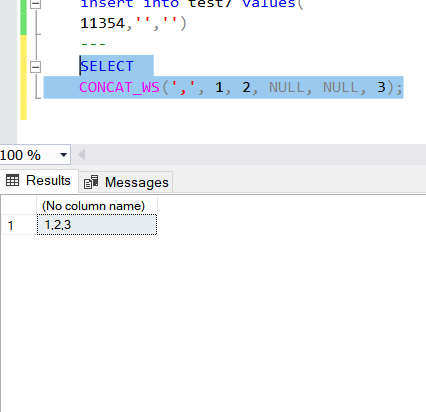 insert into test7 values(
11354,'','')
---
SELECT
CONCAT_WS(',', 1, 2, NULL, NULL, 3);
100 %
Results Messages
(No column name)
1 1,2,3